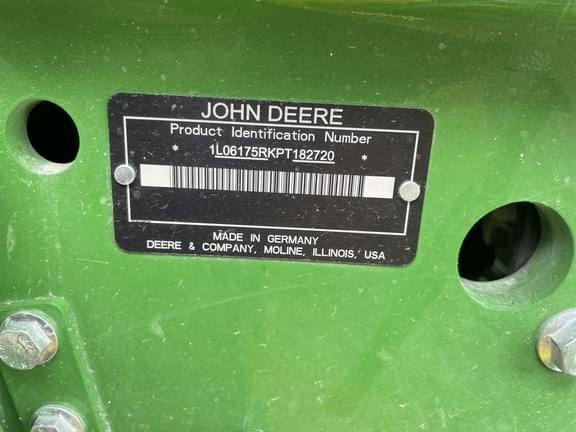 JOHN DEERE
Product Identification Number
* 1L06175RKPT182720 *
MADE IN GERMANY
DEERE & COMPANY, MOLINE, ILLINOIS, USA